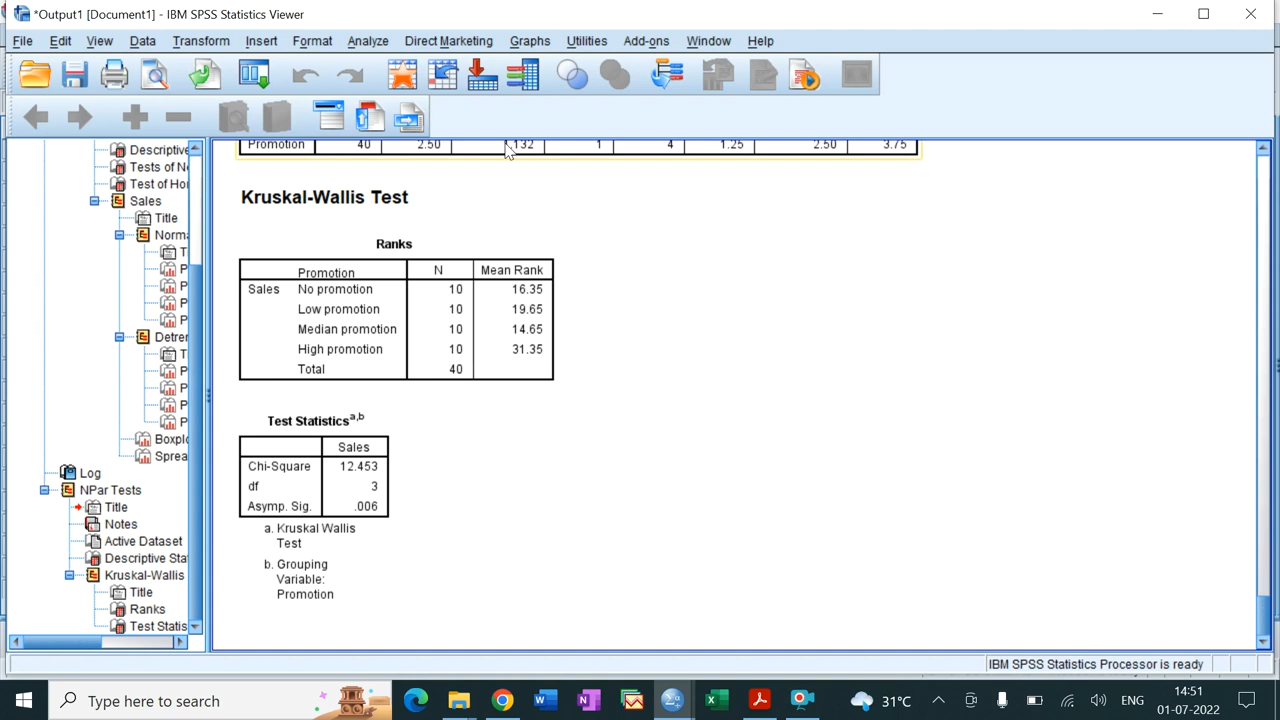 *Output1 [Document1] - IBM SPSS Statistics Viewer
File Edit View Data Transform Insert Format Analyze Direct Marketing Graphs Utilities Add-ons Window Help
Descriptive
Tests of No
Test of Hor
Sales
Title
Norma
T
P
P
P
P
Detrer
T
P
P
P
P
Boxplo
Sprea
Log
NPar Tests
Title
Notes
Active Dataset
Descriptive Sta
Kruskal-Wallis
Title
Ranks
Test Statis
Promotion 40 2.50 1 4 1.25 2.50 3.75
Kruskal-Wallis Test
Ranks
Promotion N Mean Rank
Sales No promotion 10 16.35
Low promotion 10 19.65
Median promotion 10 14.65
High promotion 10 31.35
Total 40
Test Statistics a,b
Sales
Chi-Square 12.453
df 3
Asymp. Sig. .006
a. Kruskal Wallis
Test
b. Grouping
Variable:
Promotion
IBM SPSS Statistics Processor is ready
Type here to search
31°C
ENG
14:51
01-07-2022